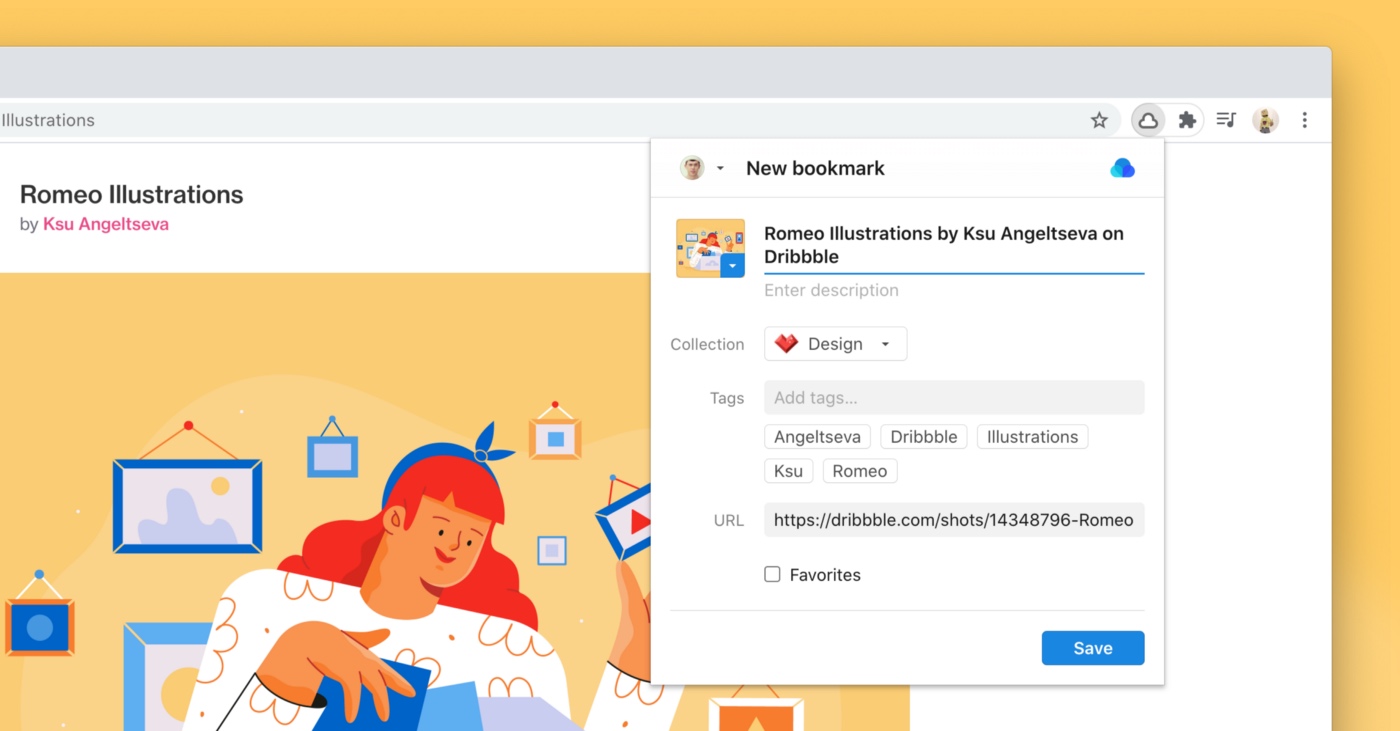 Illustrations
Romeo Illustrations
by Ksu Angeltseva
New bookmark
Romeo Illustrations by Ksu Angeltseva on
Dribbble
Enter description
Collection
Design
Tags
Add tags...
Angeltseva
Dribbble
Illustrations
Ksu
Romeo
URL
https://dribbble.com/shots/14348796-Romeo
Favorites
Save